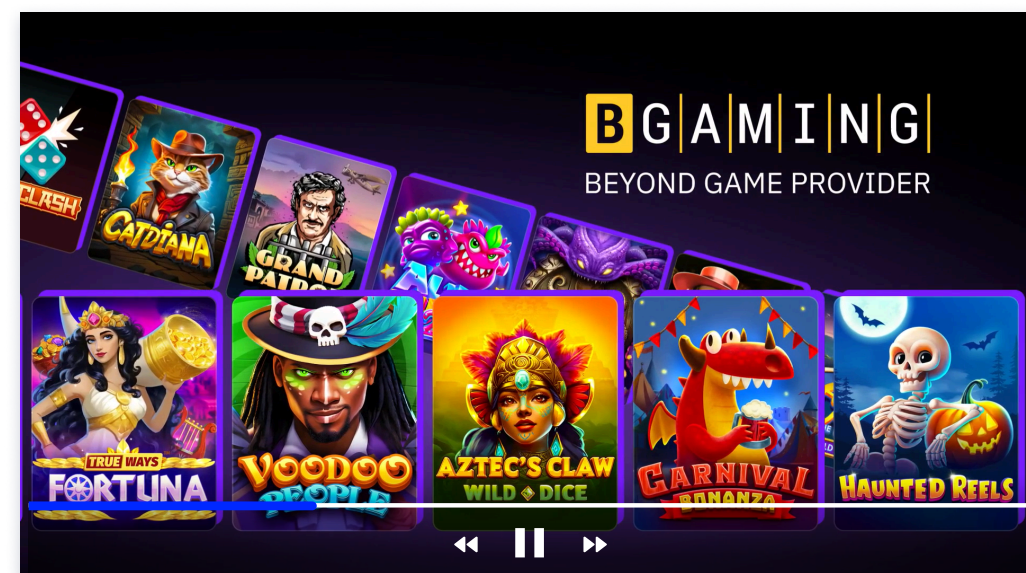 BGAMING
BEYOND GAME PROVIDER
CLASH
CATDIANA
GRAND
PATRON
TRUE WAYS
FORTUNA
VOODOO
PEOPLE
AZTEC'S CLAW
WILD DICE
CARNIVAL
BONANZA
HAUNTED REELS